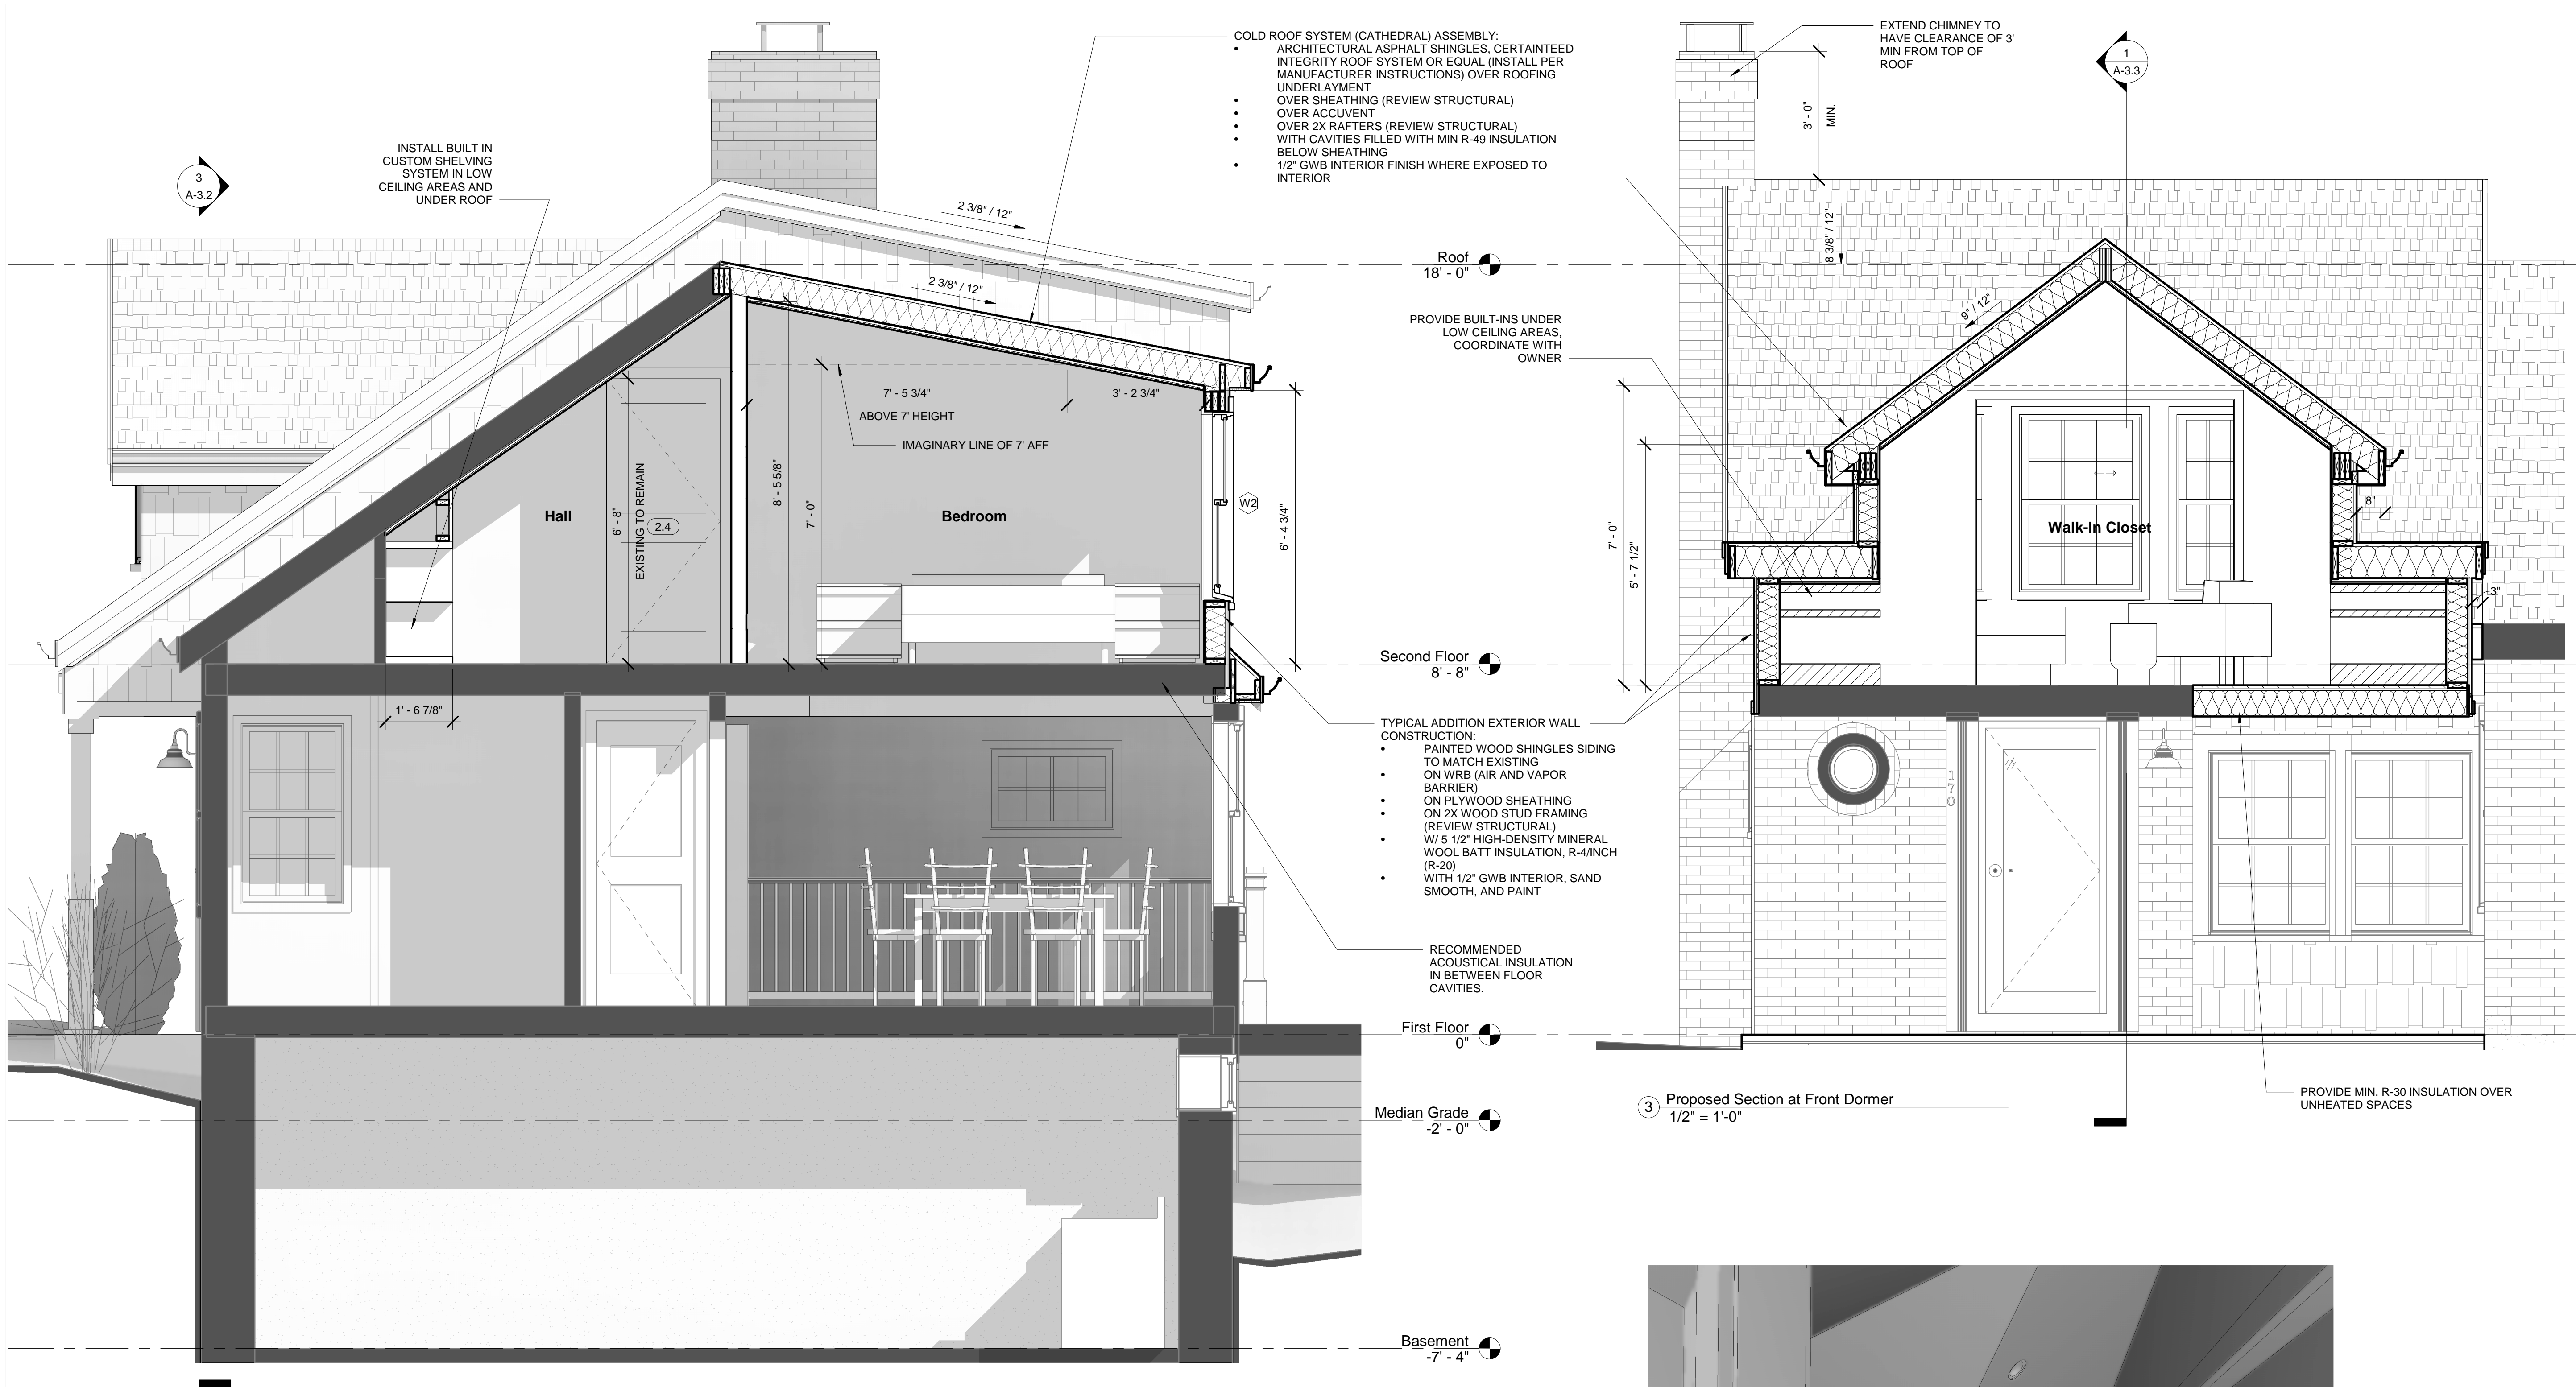 COLD ROOF SYSTEM (CATHEDRAL) ASSEMBLY:
• ARCHITECTURAL ASPHALT SHINGLES, CERTAINTEED
INTEGRITY ROOF SYSTEM OR EQUAL (INSTALL PER
MANUFACTURER INSTRUCTIONS) OVER ROOFING
UNDERLAYMENT
• OVER SHEATHING (REVIEW STRUCTURAL)
• OVER ACCUVENT
• OVER 2X RAFTERS (REVIEW STRUCTURAL)
• WITH CAVITIES FILLED WITH MIN R-49 INSULATION
BELOW SHEATHING
• 1/2" GWB INTERIOR FINISH WHERE EXPOSED TO
INTERIOR
EXTEND CHIMNEY TO
HAVE CLEARANCE OF 3'
MIN FROM TOP OF
ROOF
1
A-3.3
3' - 0"
MIN.
INSTALL BUILT IN
CUSTOM SHELVING
SYSTEM IN LOW
CEILING AREAS AND
UNDER ROOF
3
A-3.2
2 3/8" / 12"
2 3/8" / 12"
8 3/8" / 12"
9" / 12"
Roof
18' - 0"
PROVIDE BUILT-INS UNDER
LOW CEILING AREAS,
COORDINATE WITH
OWNER
7' - 5 3/4"
3' - 2 3/4"
ABOVE 7' HEIGHT
IMAGINARY LINE OF 7' AFF
6' - 8"
EXISTING TO REMAIN
2.4
8' - 5 5/8"
7' - 0"
Hall
Bedroom
W2
6' - 4 3/4"
7' - 0"
5' - 7 1/2"
Walk-In Closet
8"
3"
Second Floor
8' - 8"
1' - 6 7/8"
TYPICAL ADDITION EXTERIOR WALL
CONSTRUCTION:
• PAINTED WOOD SHINGLES SIDING
TO MATCH EXISTING
• ON WRB (AIR AND VAPOR
BARRIER)
• ON PLYWOOD SHEATHING
• ON 2X WOOD STUD FRAMING
(REVIEW STRUCTURAL)
• W/ 5 1/2" HIGH-DENSITY MINERAL
WOOL BATT INSULATION, R-4/INCH
(R-20)
• WITH 1/2" GWB INTERIOR, SAND
SMOOTH, AND PAINT
170
RECOMMENDED
ACOUSTICAL INSULATION
IN BETWEEN FLOOR
CAVITIES.
First Floor
0"
Median Grade
-2' - 0"
3
Proposed Section at Front Dormer
1/2" = 1'-0"
PROVIDE MIN. R-30 INSULATION OVER
UNHEATED SPACES
Basement
-7' - 4"